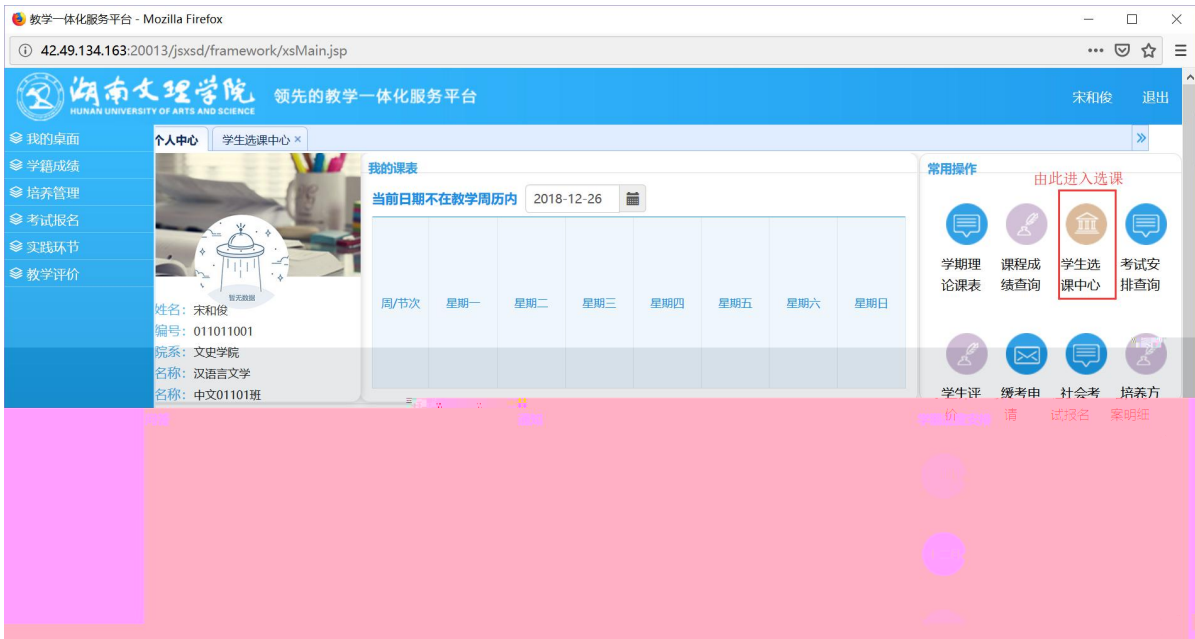 教学一体化服务平台 - Mozilla Firefox
42.49.134.163:20013/jsxsd/framework/xsMain.jsp
湖南文理学院
HUNAN UNIVERSITY OF ARTS AND SCIENCE
领先的教学一体化服务平台
宋和俊 退出
我的桌面
学籍成绩
培养管理
考试报名
实践环节
教学评价
个人中心 学生选课中心 ×
暂无数据
姓名：宋和俊
编号：011011001
院系：文史学院
名称：汉语言文学
名称：中文01101班
我的课表
当前日期不在教学周历内 2018-12-26
周/节次 星期一 星期二 星期三 星期四 星期五 星期六 星期日
常用操作
由此进入选课
学期理论课表
课程成绩查询
学生选课中心
考试安排查询
学生评价
缓考申请
社会考试报名
培养方案明细